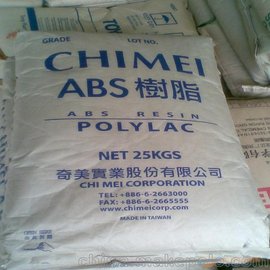 GRADE LOT NO.
CHIMEI
ABS 樹脂
ABS RESIN
POLYLAC
NET 25KGS
奇美實業股份有限公司
CHI MEI CORPORATION
TEL: +886-6-2663000
FAX: +886-6-2665555
www.chimeicorp.com
MADE IN TAIWAN